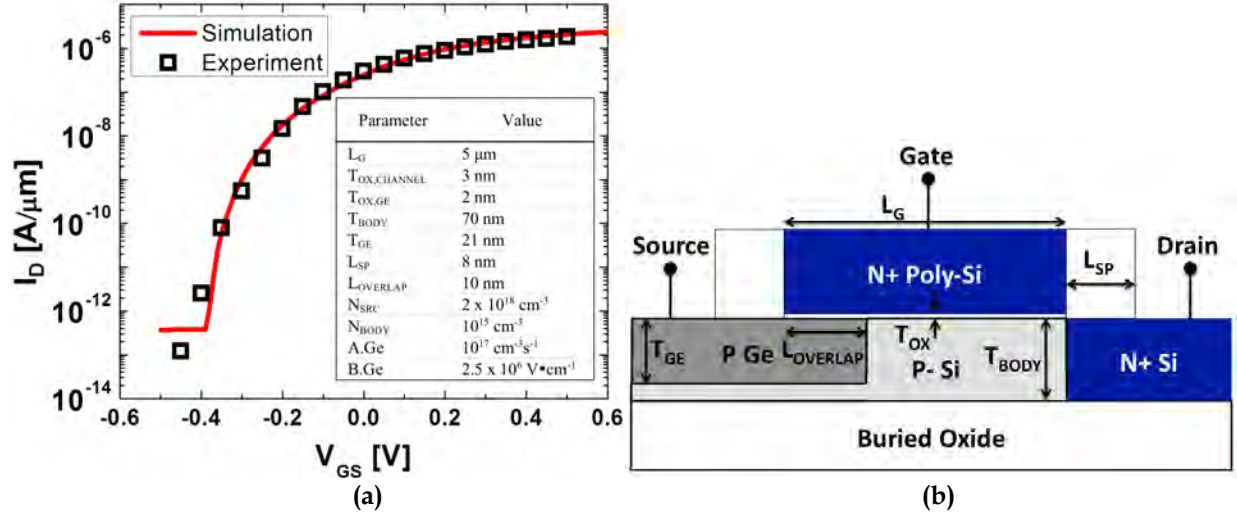 Simulation
Experiment
I_D [A/μm]
10⁻⁶
10⁻⁸
10⁻¹⁰
10⁻¹²
10⁻¹⁴
-0.6 -0.4 -0.2 0.0 0.2 0.4 0.6
V_GS [V]
Parameter Value
L_G 5 μm
T_OX,CHANNEL 3 nm
T_OX,GE 2 nm
T_BODY 70 nm
T_GE 21 nm
L_SP 8 nm
L_OVERLAP 10 nm
N_SRC 2 x 10¹⁸ cm⁻³
N_BODY 10¹⁵ cm⁻³
A.Ge 10¹⁷ cm⁻³s⁻¹
B.Ge 2.5 x 10⁶ V•cm⁻¹
(a)
Gate
L_G
Source
Drain
N+ Poly-Si
L_SP
T_GE
P Ge
L_OVERLAP
T_OX
P- Si
T_BODY
N+ Si
Buried Oxide
(b)